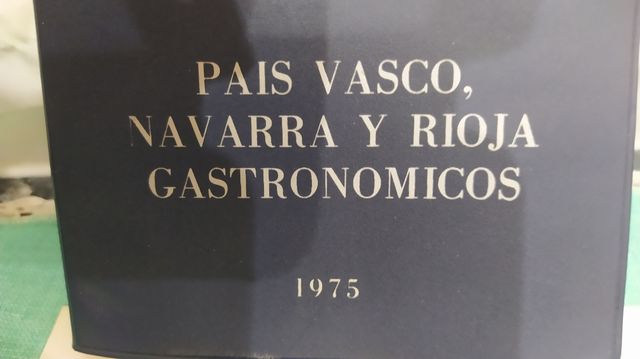 PAIS VASCO,
NAVARRA Y RIOJA
GASTRONOMICOS
1975